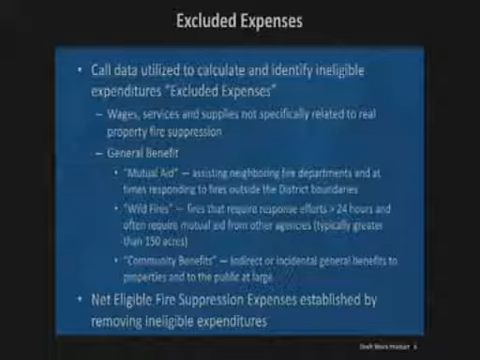 Excluded Expenses
• Call data utilized to calculate and identify ineligible
expenditures "Excluded Expenses"
– Wages, services and supplies not specifically related to real
property fire suppression
– General Benefit
• "Mutual Aid" — assisting neighboring fire departments and at
times responding to fires outside the District boundaries
• "Wild Fires" — fires that require response efforts > 24 hours and
often require mutual aid from other agencies (typically greater
than 150 acres)
• "Community Benefits" — Indirect or incidental general benefits to
properties and to the public at large
• Net Eligible Fire Suppression Expenses established by
removing ineligible expenditures
Draft Work Product